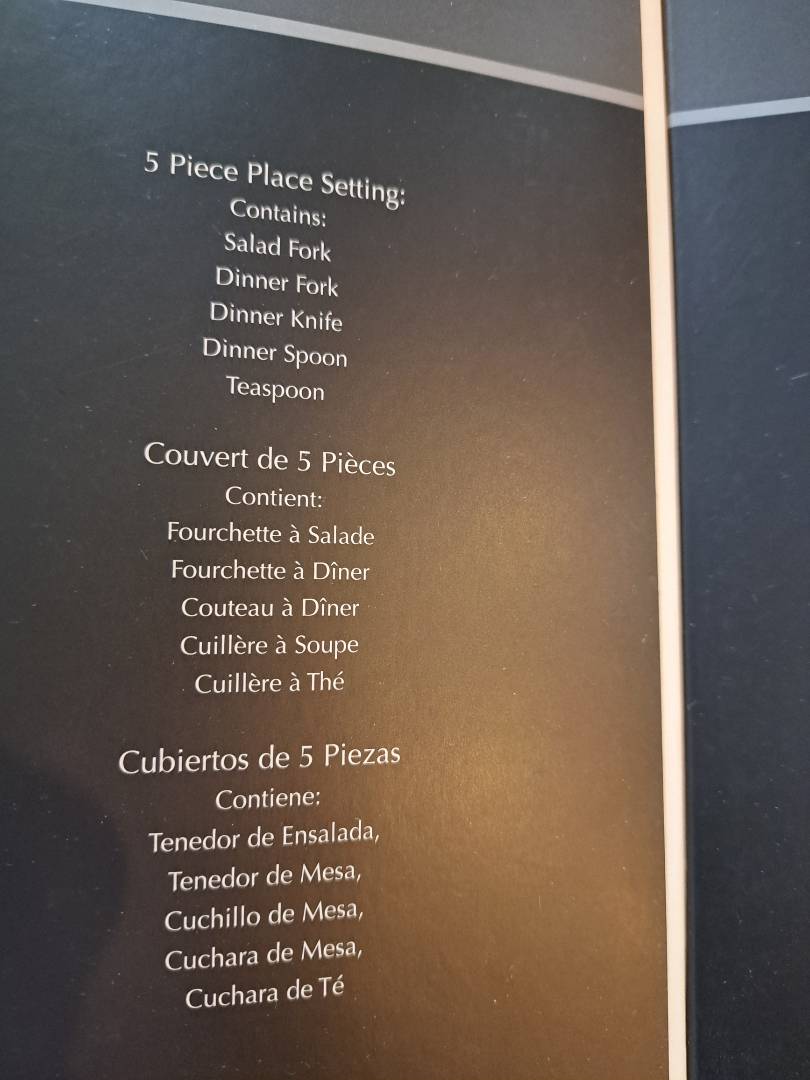 5 Piece Place Setting:
Contains:
Salad Fork
Dinner Fork
Dinner Knife
Dinner Spoon
Teaspoon
Couvert de 5 Pièces
Contient:
Fourchette à Salade
Fourchette à Dîner
Couteau à Dîner
Cuillère à Soupe
Cuillère à Thé
Cubiertos de 5 Piezas
Contiene:
Tenedor de Ensalada,
Tenedor de Mesa,
Cuchillo de Mesa,
Cuchara de Mesa,
Cuchara de Té